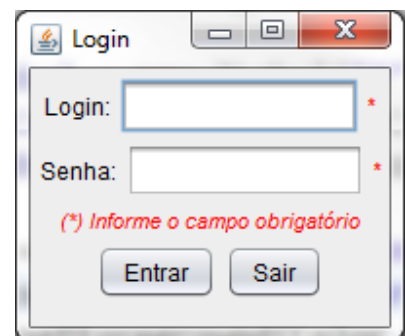 Login
Login: *
Senha: *
(*) Informe o campo obrigatório
Entrar Sair